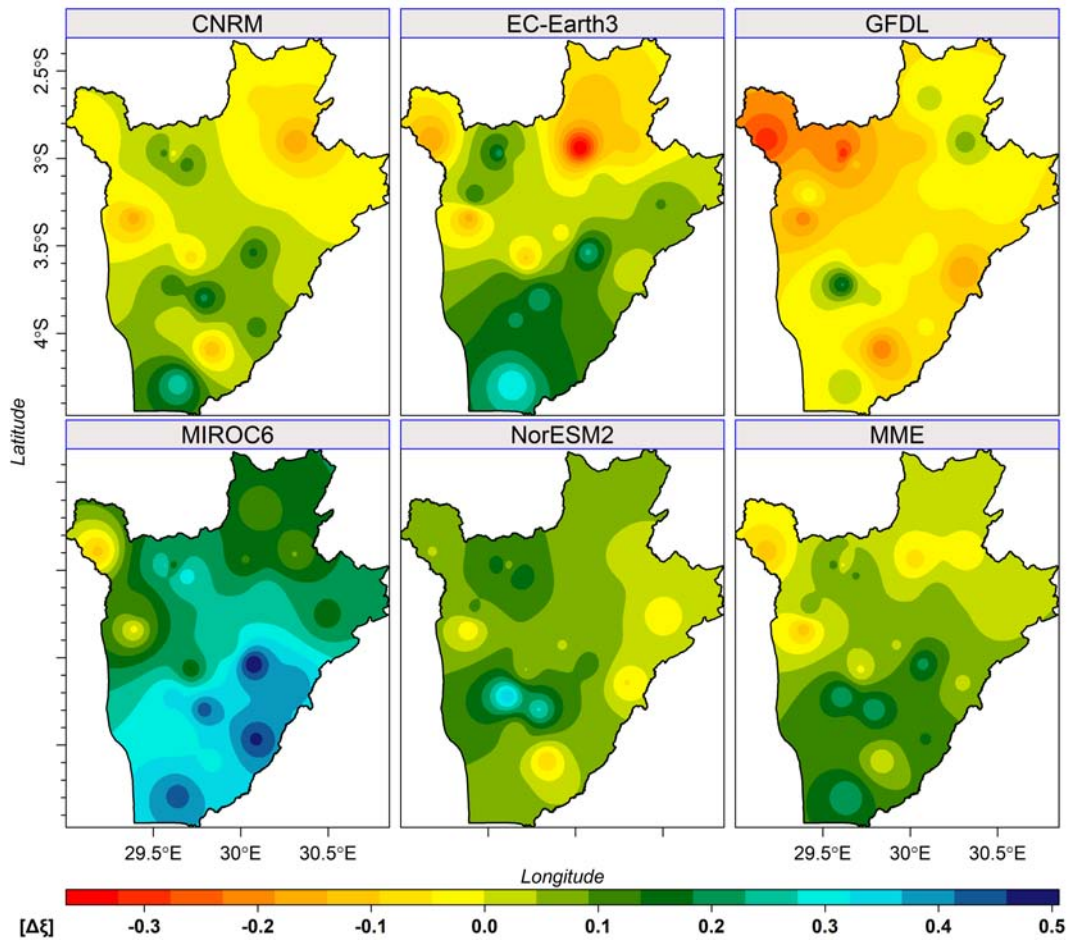 CNRM EC-Earth3 GFDL
2.5°S
3°S
3.5°S
4°S
Latitude
MIROC6 NorESM2 MME
29.5°E 30°E 30.5°E 29.5°E 30°E 30.5°E
Longitude
[Δξ] -0.3 -0.2 -0.1 0.0 0.1 0.2 0.3 0.4 0.5